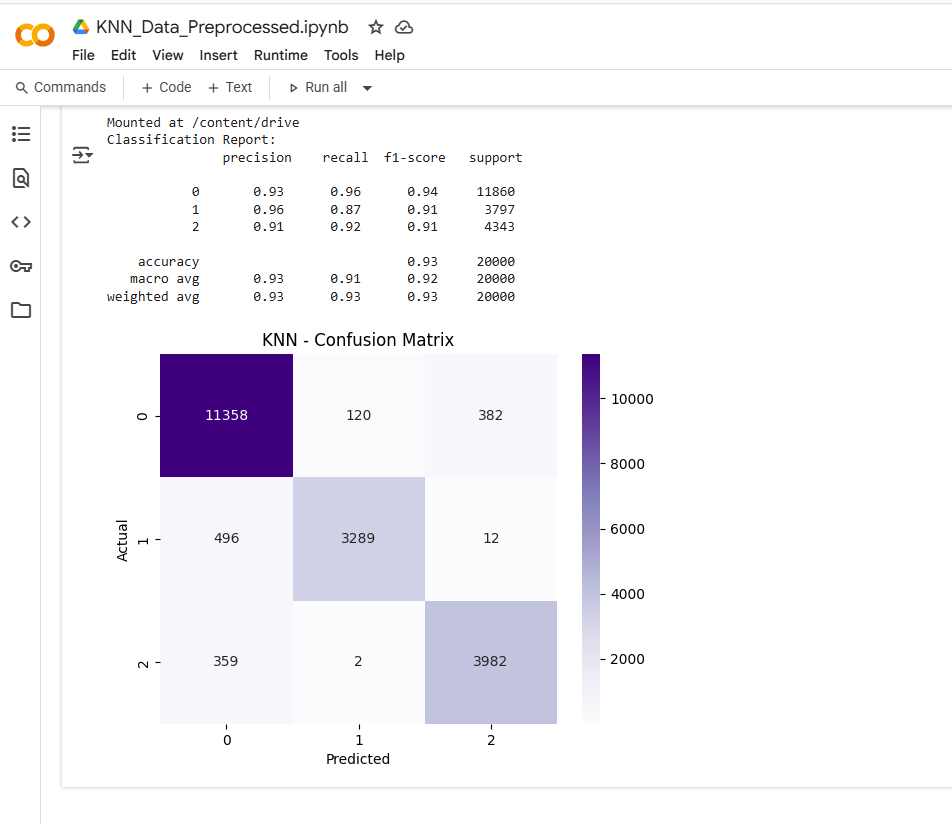 KNN_Data_Preprocessed.ipynb
File Edit View Insert Runtime Tools Help
Commands + Code + Text Run all
Mounted at /content/drive
Classification Report:
precision recall f1-score support
0 0.93 0.96 0.94 11860
1 0.96 0.87 0.91 3797
2 0.91 0.92 0.91 4343
accuracy 0.93 20000
macro avg 0.93 0.91 0.92 20000
weighted avg 0.93 0.93 0.93 20000
KNN - Confusion Matrix
0 11358 120 382
1 496 3289 12
2 359 2 3982
Actual
0 1 2
Predicted
10000
8000
6000
4000
2000